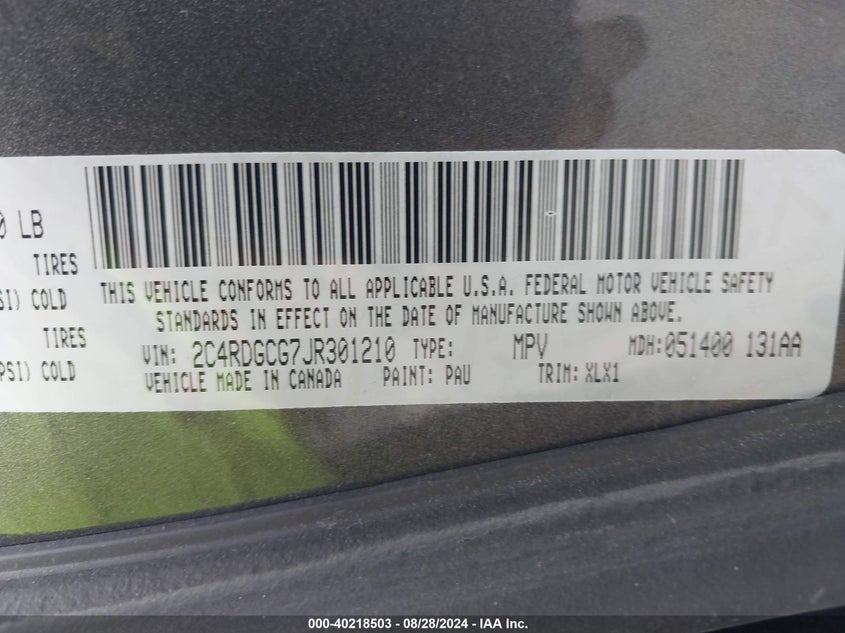 0 LB
TIRES
SI) COLD
TIRES
PSI) COLD
THIS VEHICLE CONFORMS TO ALL APPLICABLE U.S.A. FEDERAL MOTOR VEHICLE SAFETY
STANDARDS IN EFFECT ON THE DATE OF MANUFACTURE SHOWN ABOVE.
VIN: 2C4RDGCG7JR301210 TYPE: MPV MDH:051400 131AA
VEHICLE MADE IN CANADA PAINT: PAU TRIM: XLX1
000-40218503 | 08/28/2024 - IAA Inc.